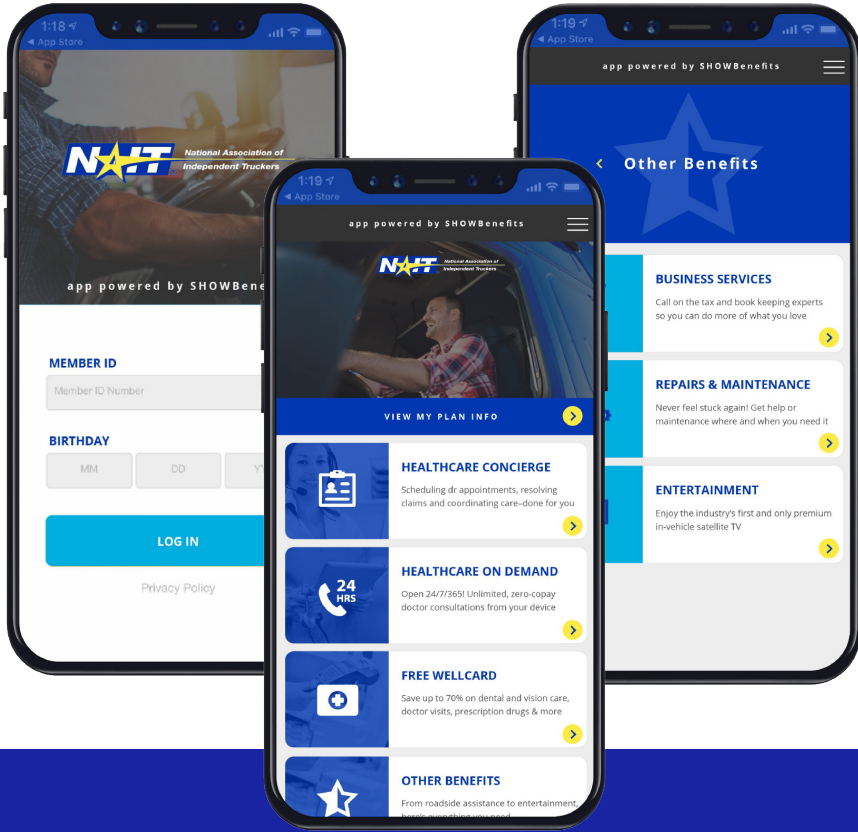 1:18
App Store
NAIT
National Association of
Independent Truckers
app powered by SHOWBene
MEMBER ID
Member ID Number
BIRTHDAY
MM
DD
LOG IN
Privacy Policy
1:19
App Store
app powered by SHOWBenefits
NAIT
National Association of
Independent Truckers
VIEW MY PLAN INFO
HEALTHCARE CONCIERGE
Scheduling dr appointments, resolving
claims and coordinating care–done for you
24
HRS
HEALTHCARE ON DEMAND
Open 24/7/365! Unlimited, zero-copay
doctor consultations from your device
FREE WELLCARD
Save up to 70% on dental and vision care,
doctor visits, prescription drugs & more
OTHER BENEFITS
From roadside assistance to entertainment,
here's everything you need
1:19
App Store
app powered by SHOWBenefits
Other Benefits
BUSINESS SERVICES
Call on the tax and book keeping experts
so you can do more of what you love
REPAIRS & MAINTENANCE
Never feel stuck again! Get help or
maintenance where and when you need it
ENTERTAINMENT
Enjoy the industry's first and only premium
in-vehicle satellite TV